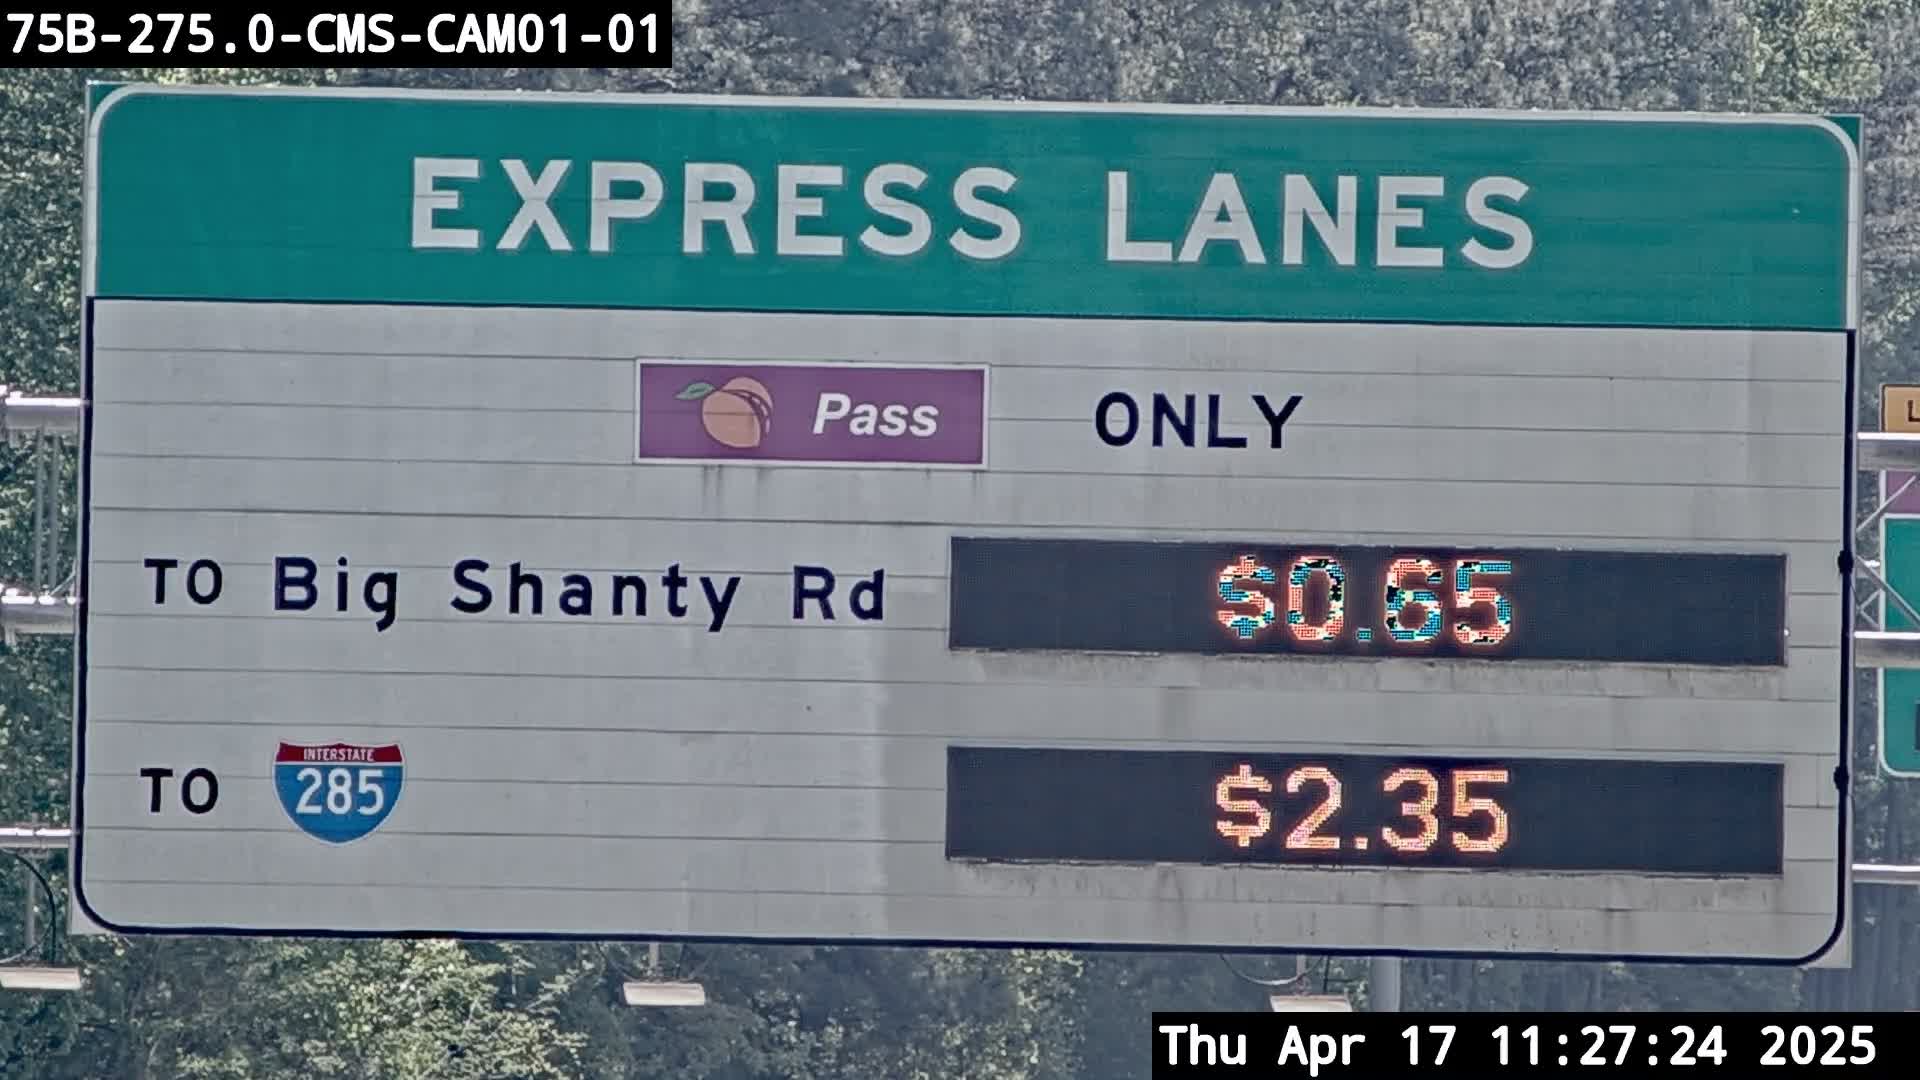 75B-275.0-CMS-CAM01-01
EXPRESS LANES
Pass ONLY
TO Big Shanty Rd $0.65
TO INTERSTATE 285 $2.35
Thu Apr 17 11:27:24 2025